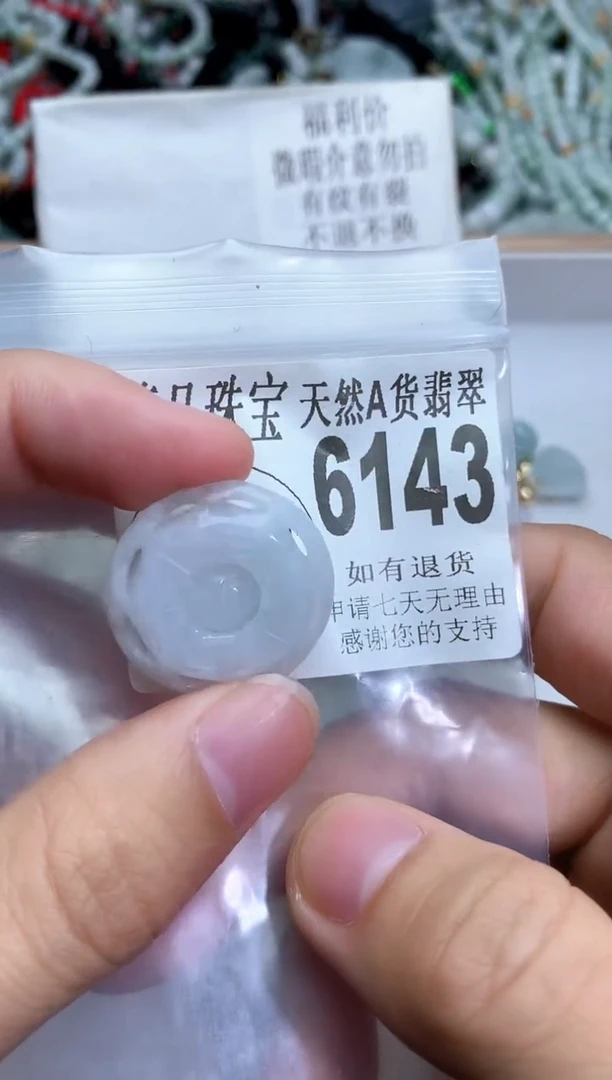 福利价
微瑕介意勿拍
有纹有裂
不退不换
珠宝 天然A货翡翠
6143
如有退货
申请七天无理由
感谢您的支持